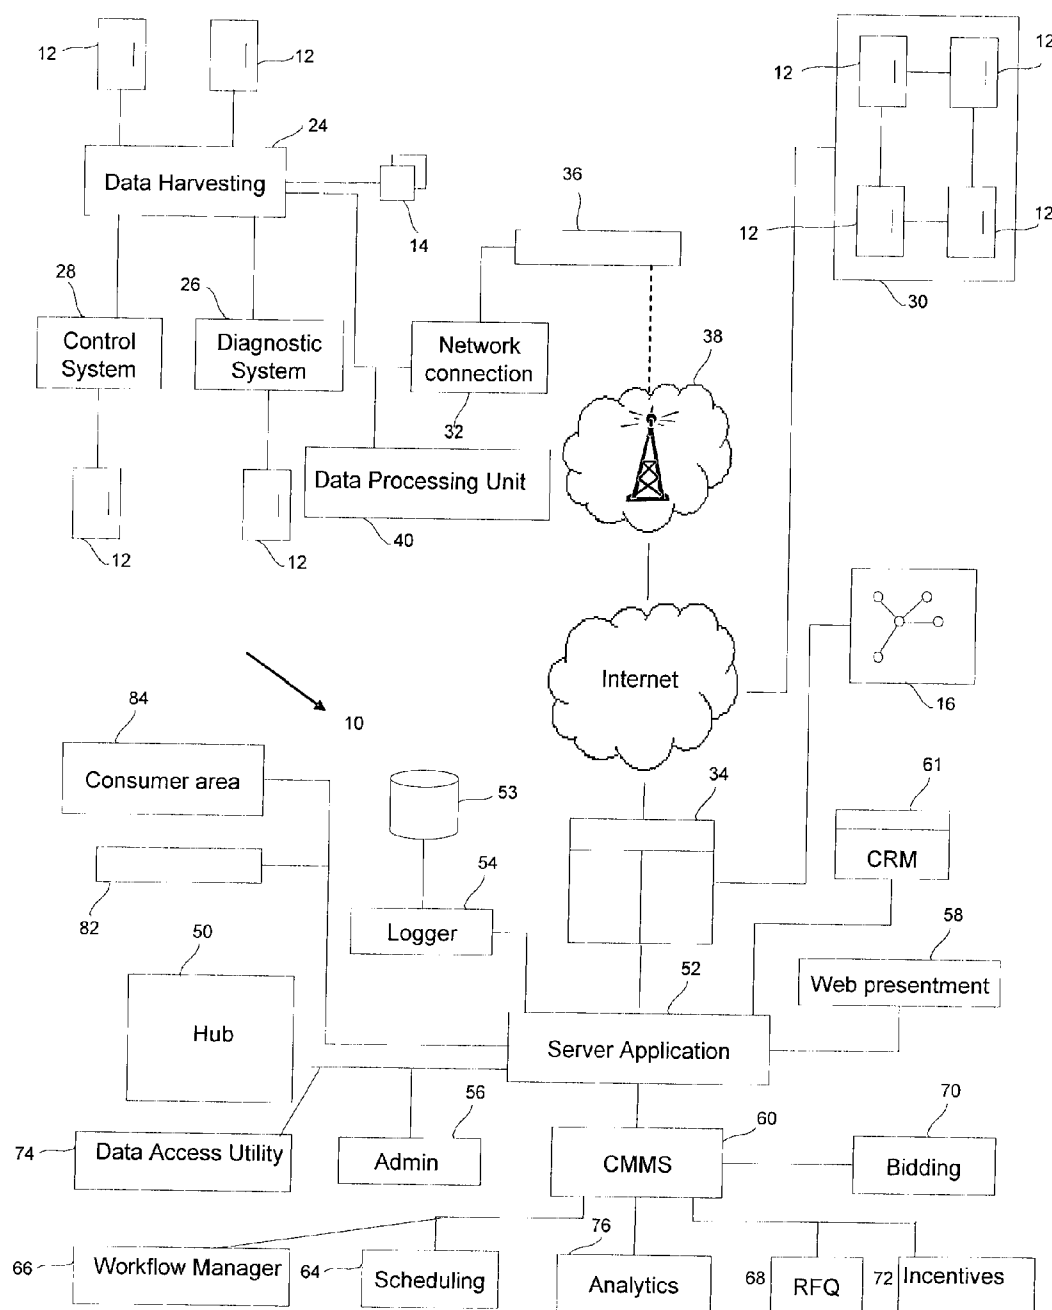 12
12
12
12
24
Data Harvesting
36
14
12
12
28
26
30
Control
System
Diagnostic
System
Network
connection
38
32
Data Processing Unit
40
12
12
Internet
16
10
84
Consumer area
53
34
61
CRM
82
54
Logger
50
58
Web presentment
Hub
52
Server Application
56
60
70
74
Data Access Utility
Admin
CMMS
Bidding
76
66
Workflow Manager
64
Scheduling
Analytics
68
RFQ
72
Incentives